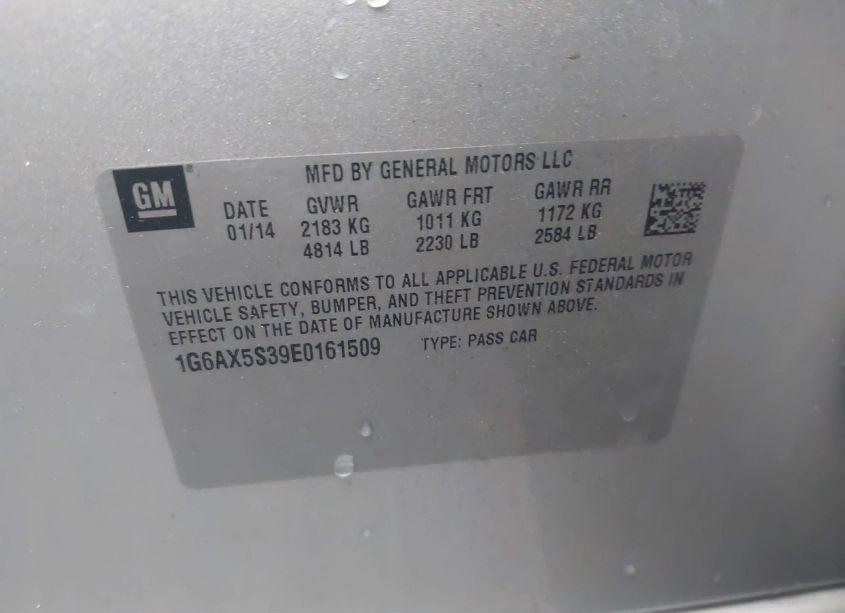 GM
MFD BY GENERAL MOTORS LLC
DATE GVWR GAWR FRT GAWR RR
01/14 2183 KG 1011 KG 1172 KG
4814 LB 2230 LB 2584 LB
THIS VEHICLE CONFORMS TO ALL APPLICABLE U.S. FEDERAL MOTOR
VEHICLE SAFETY, BUMPER, AND THEFT PREVENTION STANDARDS IN
EFFECT ON THE DATE OF MANUFACTURE SHOWN ABOVE.
1G6AX5S39E0161509 TYPE: PASS CAR